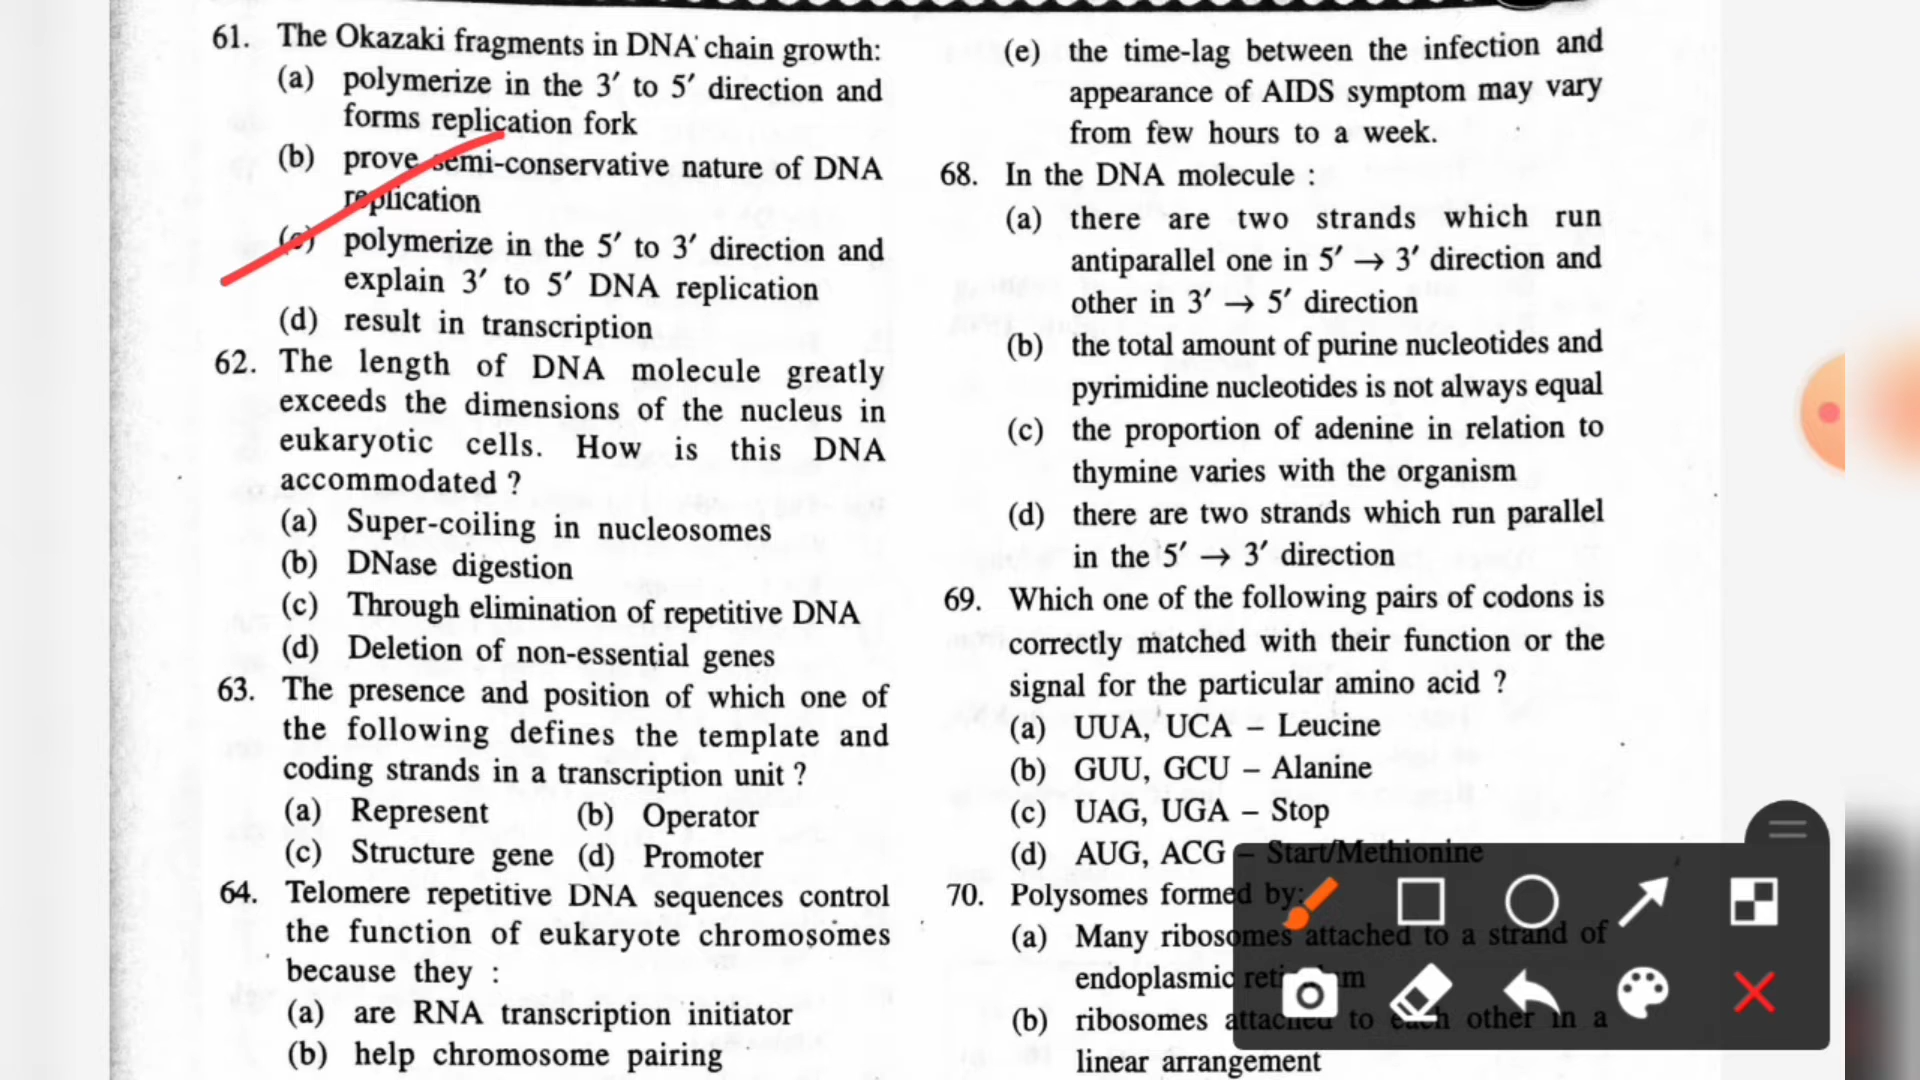 61. The Okazaki fragments in DNA chain growth:
(a) polymerize in the 3′ to 5′ direction and
forms replication fork
(b) prove semi-conservative nature of DNA
replication
(c) polymerize in the 5′ to 3′ direction and
explain 3′ to 5′ DNA replication
(d) result in transcription
62. The length of DNA molecule greatly
exceeds the dimensions of the nucleus in
eukaryotic cells. How is this DNA
accommodated ?
(a) Super-coiling in nucleosomes
(b) DNase digestion
(c) Through elimination of repetitive DNA
(d) Deletion of non-essential genes
63. The presence and position of which one of
the following defines the template and
coding strands in a transcription unit ?
(a) Represent (b) Operator
(c) Structure gene (d) Promoter
64. Telomere repetitive DNA sequences control
the function of eukaryote chromosomes
because they :
(a) are RNA transcription initiator
(b) help chromosome pairing
(e) the time-lag between the infection and
appearance of AIDS symptom may vary
from few hours to a week.
68. In the DNA molecule :
(a) there are two strands which run
antiparallel one in 5′ → 3′ direction and
other in 3′ → 5′ direction
(b) the total amount of purine nucleotides and
pyrimidine nucleotides is not always equal
(c) the proportion of adenine in relation to
thymine varies with the organism
(d) there are two strands which run parallel
in the 5′ → 3′ direction
69. Which one of the following pairs of codons is
correctly matched with their function or the
signal for the particular amino acid ?
(a) UUA, UCA – Leucine
(b) GUU, GCU – Alanine
(c) UAG, UGA – Stop
(d) AUG, ACG – Start/Methionine
70. Polysomes formed by:
(a) Many ribosomes attached to a strand of
endoplasmic
(b) ribosomes attached to each other in a
linear arrangement